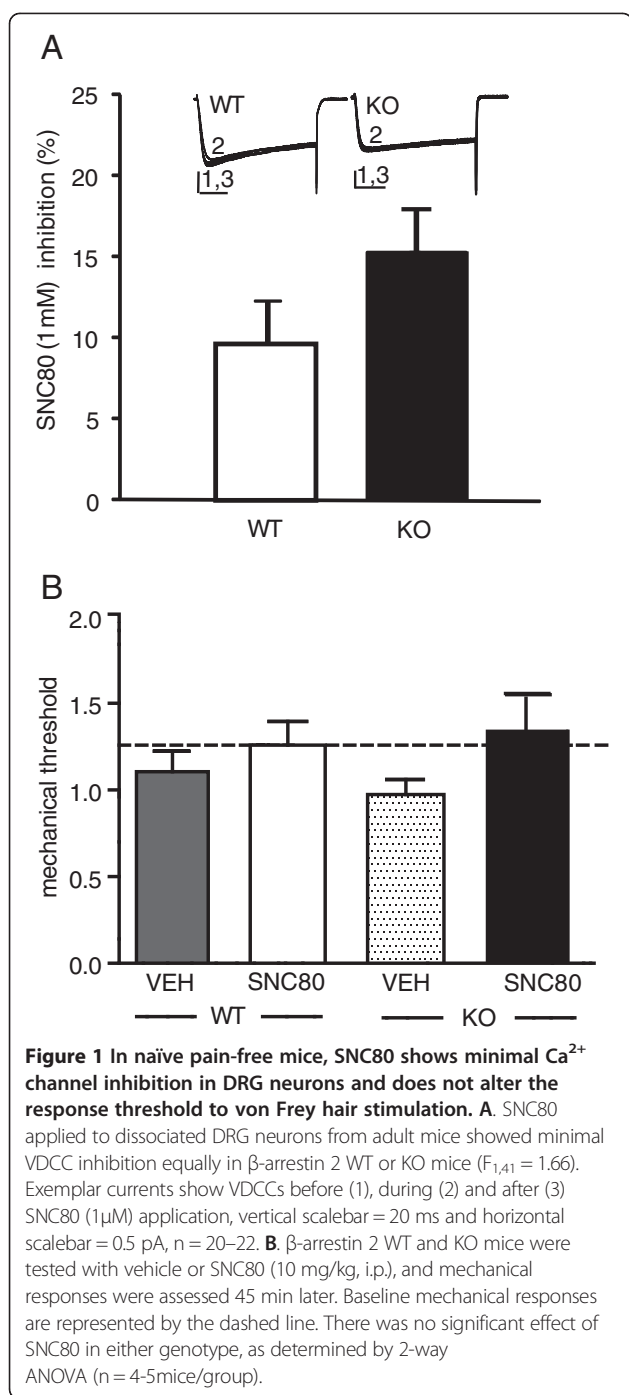 A
25
20
15
10
5
0
SNC80 (1mM) inhibition (%)
WT
KO
2
2
1,3
1,3
WT
KO
B
2.0
1.5
1.0
0.5
0.0
mechanical threshold
VEH
SNC80
VEH
SNC80
WT
KO
Figure 1 In naïve pain-free mice, SNC80 shows minimal Ca²⁺
channel inhibition in DRG neurons and does not alter the
response threshold to von Frey hair stimulation. A. SNC80
applied to dissociated DRG neurons from adult mice showed minimal
VDCC inhibition equally in β-arrestin 2 WT or KO mice (F₁,₄₁ = 1.66).
Exemplar currents show VDCCs before (1), during (2) and after (3)
SNC80 (1μM) application, vertical scalebar = 20 ms and horizontal
scalebar = 0.5 pA, n = 20–22. B. β-arrestin 2 WT and KO mice were
tested with vehicle or SNC80 (10 mg/kg, i.p.), and mechanical
responses were assessed 45 min later. Baseline mechanical responses
are represented by the dashed line. There was no significant effect of
SNC80 in either genotype, as determined by 2-way
ANOVA (n = 4-5mice/group).